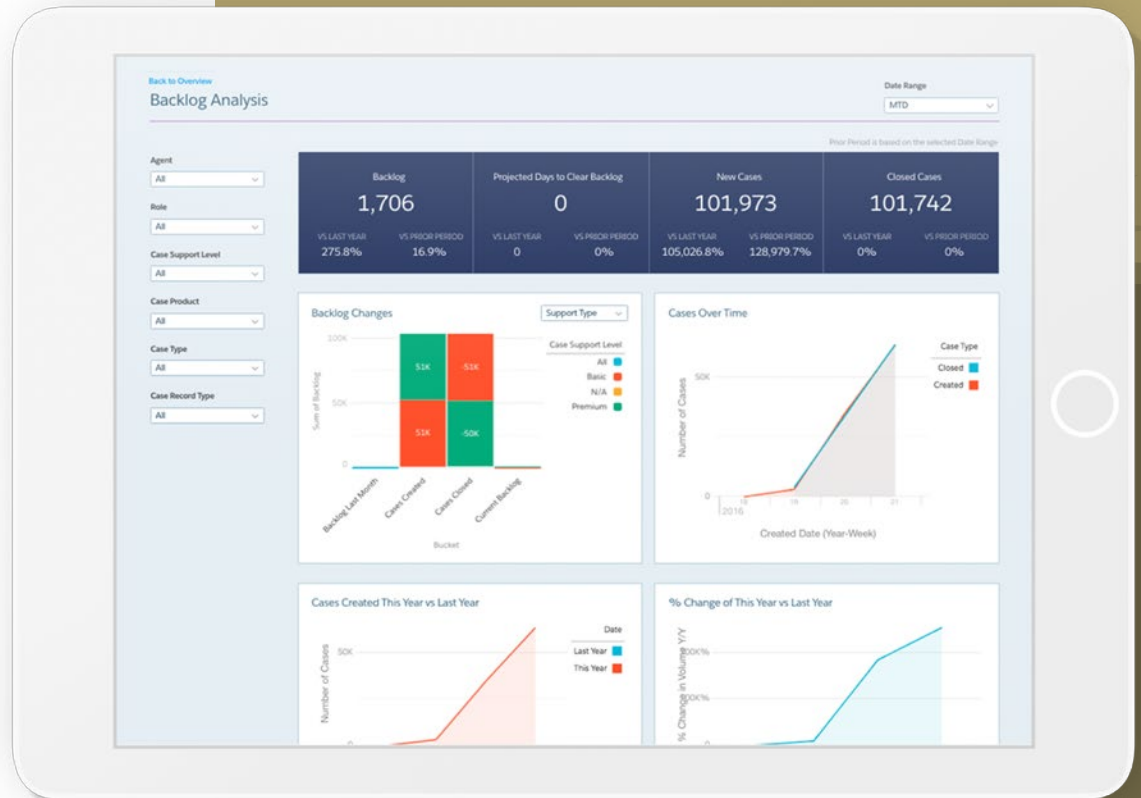 Back to Overview
Backlog Analysis
Date Range
MTD
Prior Period is based on the selected Date Range
Agent
All
Role
All
Case Support Level
All
Case Product
All
Case Type
All
Case Record Type
All
Backlog
1,706
VS LAST YEAR VS PRIOR PERIOD
275.8% 16.9%
Projected Days to Clear Backlog
0
VS LAST YEAR VS PRIOR PERIOD
0 0%
New Cases
101,973
VS LAST YEAR VS PRIOR PERIOD
105,026.8% 128,979.7%
Closed Cases
101,742
VS LAST YEAR VS PRIOR PERIOD
0% 0%
Backlog Changes
Support Type
Sum of Backlog
100K
50K
0
51K
-51K
51K
-50K
Backlog Last Month
Cases Created
Cases Closed
Current Backlog
Bucket
Case Support Level
All
Basic
N/A
Premium
Cases Over Time
Number of Cases
50K
0
18 19 20 21
2016
Created Date (Year-Week)
Case Type
Closed
Created
Cases Created This Year vs Last Year
Number of Cases
50K
0
Date
Last Year
This Year
% Change of This Year vs Last Year
% Change in Volume Y/Y
00K%
00K%
0